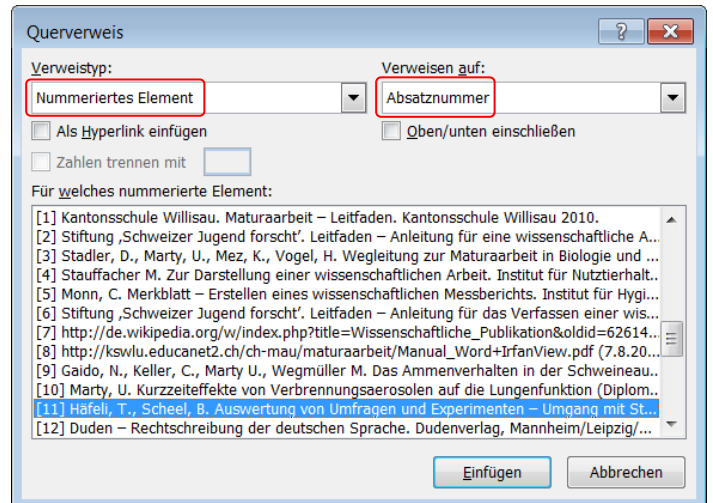 Querverweis
Verweistyp: Verweisen auf:
Nummeriertes Element Absatznummer
Als Hyperlink einfügen Oben/unten einschließen
Zahlen trennen mit
Für welches nummerierte Element:
[1] Kantonsschule Willisau. Maturaarbeit – Leitfaden. Kantonsschule Willisau 2010.
[2] Stiftung ‚Schweizer Jugend forscht‘. Leitfaden – Anleitung für eine wissenschaftliche A...
[3] Stadler, D., Marty, U., Mez, K., Vogel, H. Wegleitung zur Maturaarbeit in Biologie und ...
[4] Stauffacher M. Zur Darstellung einer wissenschaftlichen Arbeit. Institut für Nutztierhalt..
[5] Monn, C. Merkblatt – Erstellen eines wissenschaftlichen Messberichts. Institut für Hygi...
[6] Stiftung ‚Schweizer Jugend forscht‘. Leitfaden – Anleitung für das Verfassen einer wis...
[7] http://de.wikipedia.org/w/index.php?title=Wissenschaftliche_Publikation&oldid=62614...
[8] http://kswlu.educanet2.ch/ch-mau/maturaarbeit/Manual_Word+IrfanView.pdf (7.8.20...
[9] Gaido, N., Keller, C., Marty U., Wegmüller M. Das Ammenverhalten in der Schweineau..
[10] Marty, U. Kurzzeiteffekte von Verbrennungsaerosolen auf die Lungenfunktion (Diplom..
[11] Häfeli, T., Scheel, B. Auswertung von Umfragen und Experimenten – Umgang mit St...
[12] Duden – Rechtschreibung der deutschen Sprache. Dudenverlag, Mannheim/Leipzig/...
Einfügen Abbrechen